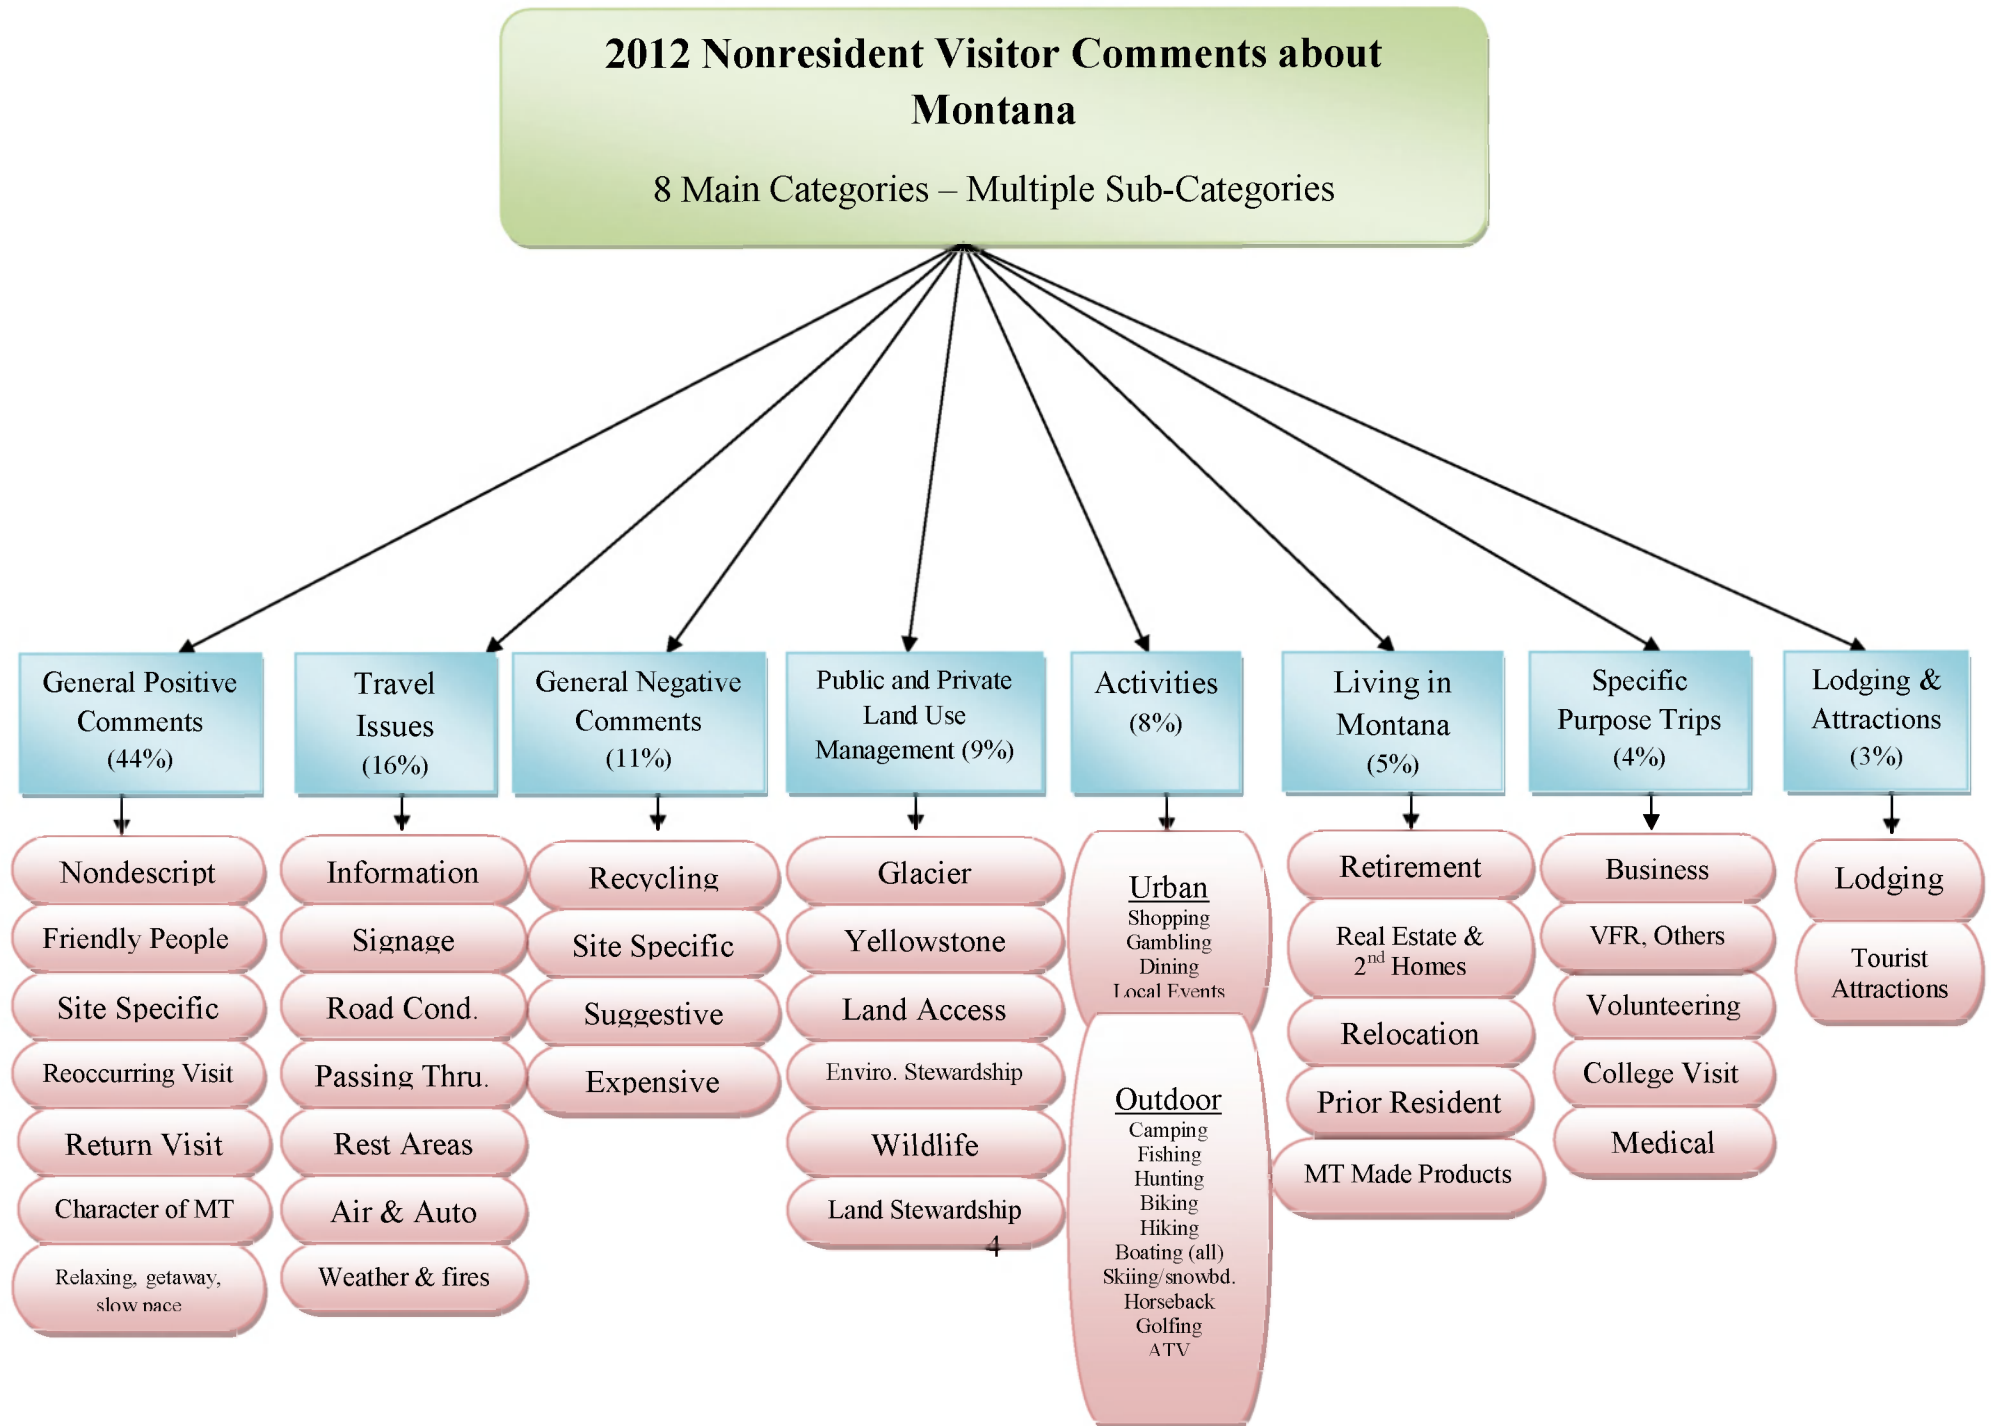 2012 Nonresident Visitor Comments about
Montana
8 Main Categories – Multiple Sub-Categories
General Positive
Comments
(44%)
Nondescript
Friendly People
Site Specific
Reoccurring Visit
Return Visit
Character of MT
Relaxing, getaway,
slow pace
Travel
Issues
(16%)
Information
Signage
Road Cond.
Passing Thru.
Rest Areas
Air & Auto
Weather & fires
General Negative
Comments
(11%)
Recycling
Site Specific
Suggestive
Expensive
Public and Private
Land Use
Management (9%)
Glacier
Yellowstone
Land Access
Enviro. Stewardship
Wildlife
Land Stewardship
Activities
(8%)
Urban
Shopping
Gambling
Dining
Local Events
Outdoor
Camping
Fishing
Hunting
Biking
Hiking
Boating (all)
Skiing/snowbd.
Horseback
Golfing
ATV
Living in
Montana
(5%)
Retirement
Real Estate &
2nd Homes
Relocation
Prior Resident
MT Made Products
Specific
Purpose Trips
(4%)
Business
VFR, Others
Volunteering
College Visit
Medical
Lodging &
Attractions
(3%)
Lodging
Tourist
Attractions
4